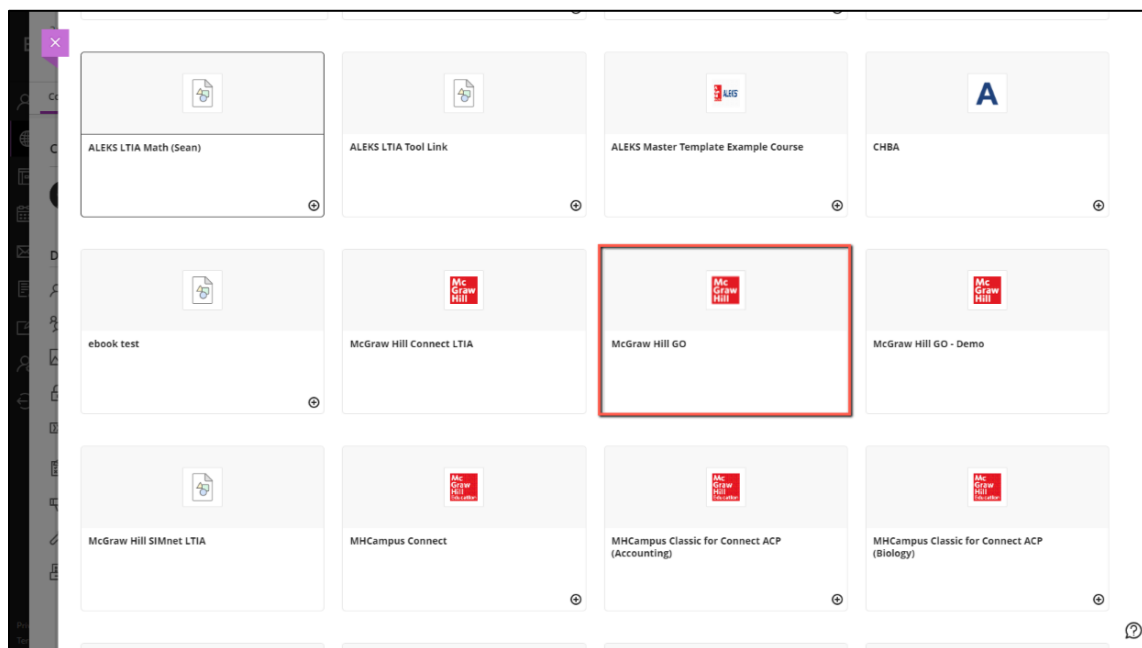 ALEKS
A
ALEKS LTIA Math (Sean)
ALEKS LTIA Tool Link
ALEKS Master Template Example Course
CHBA
Mc
Graw
Hill
Mc
Graw
Hill
Mc
Graw
Hill
ebook test
McGraw Hill Connect LTIA
McGraw Hill GO
McGraw Hill GO - Demo
Mc
Graw
Hill
Education
Mc
Graw
Hill
Education
Mc
Graw
Hill
Education
McGraw Hill SIMnet LTIA
MHCampus Connect
MHCampus Classic for Connect ACP
(Accounting)
MHCampus Classic for Connect ACP
(Biology)